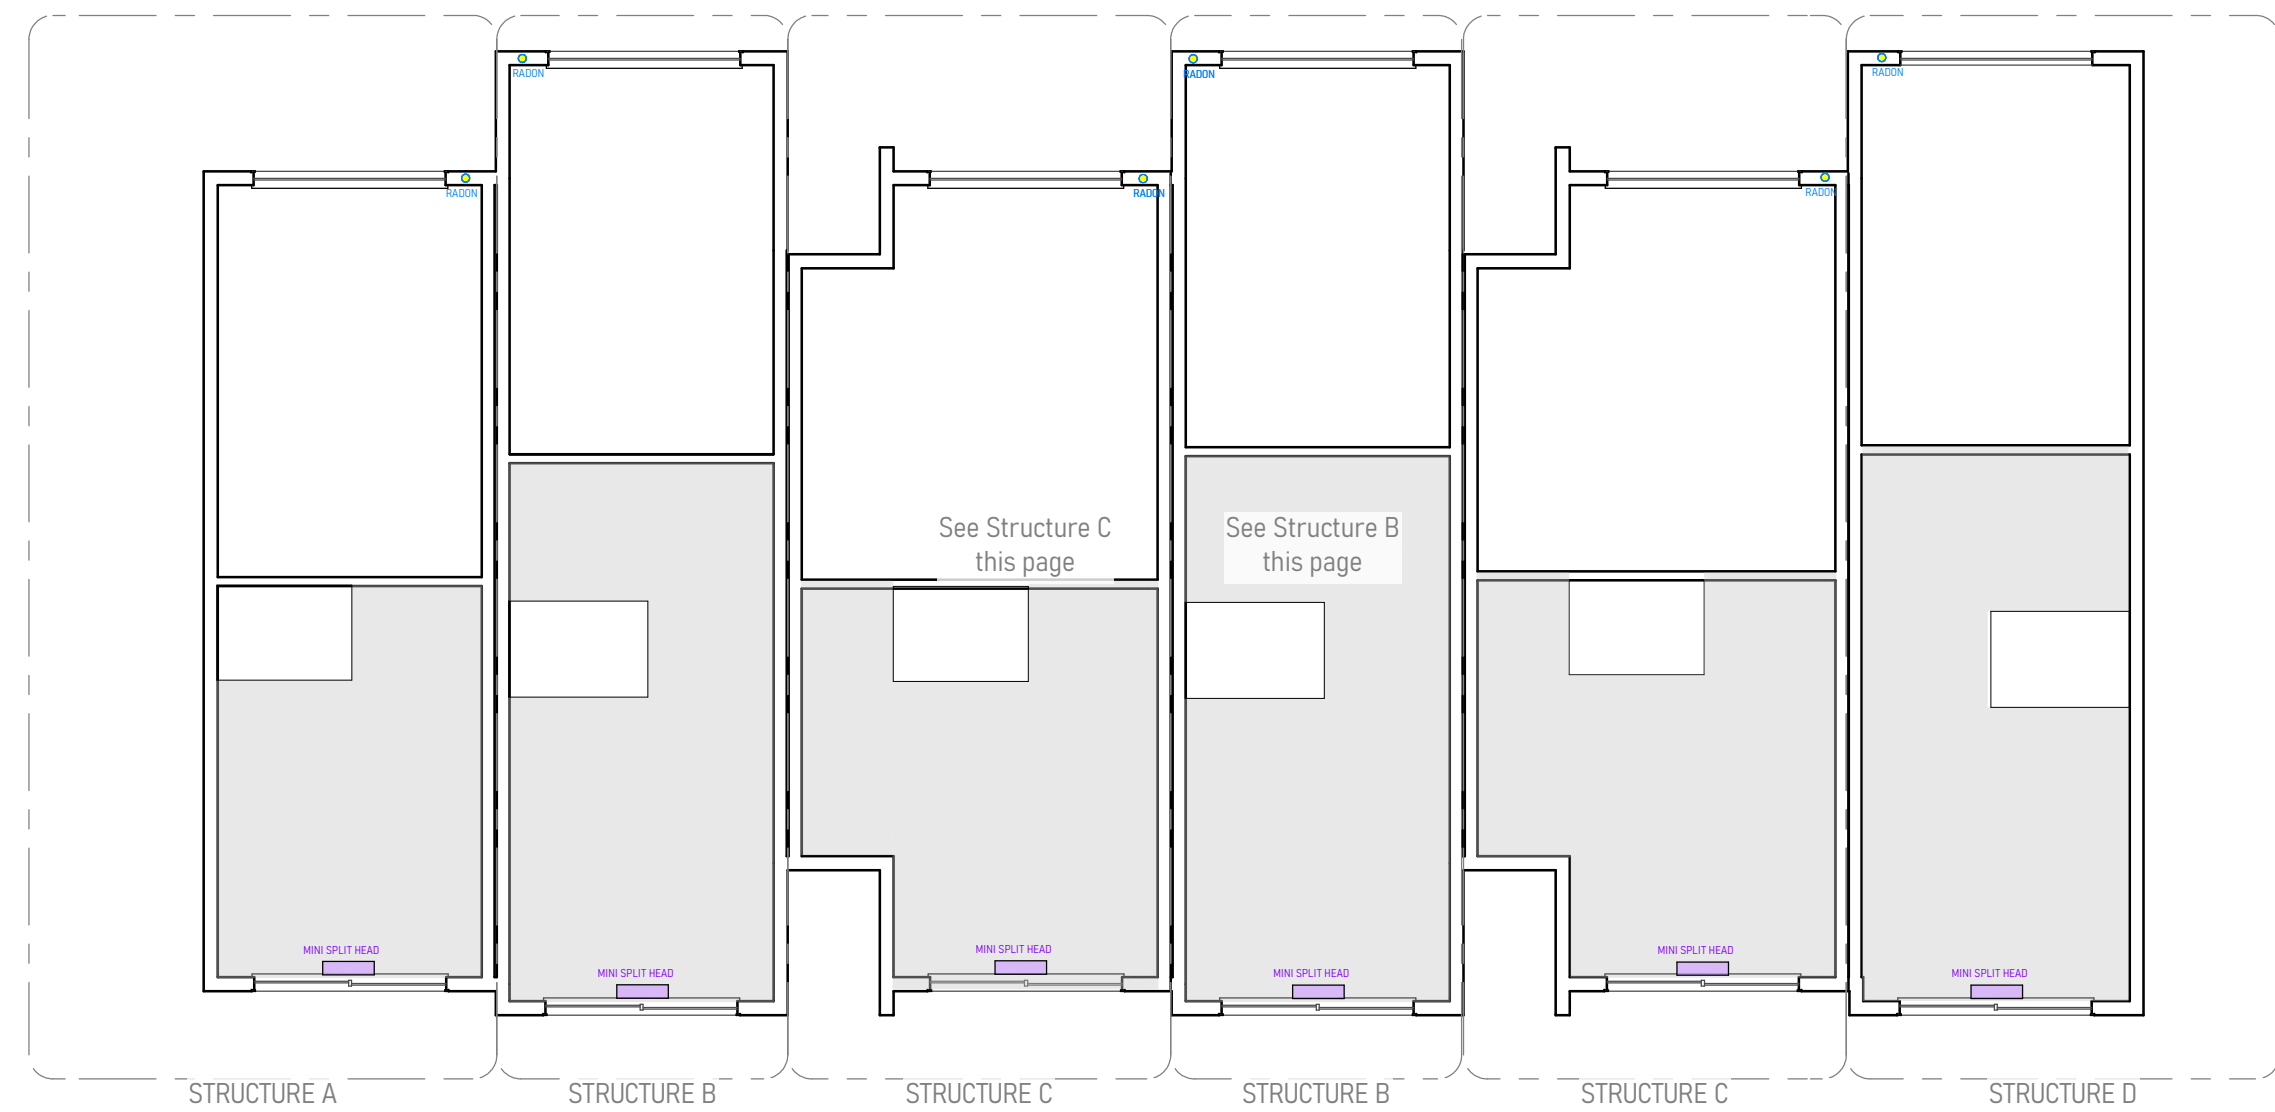 RADON
RADON
RADON
RADON
RADON
RADON
See Structure C
this page
See Structure B
this page
MINI SPLIT HEAD
MINI SPLIT HEAD
MINI SPLIT HEAD
MINI SPLIT HEAD
MINI SPLIT HEAD
MINI SPLIT HEAD
STRUCTURE A
STRUCTURE B
STRUCTURE C
STRUCTURE B
STRUCTURE C
STRUCTURE D